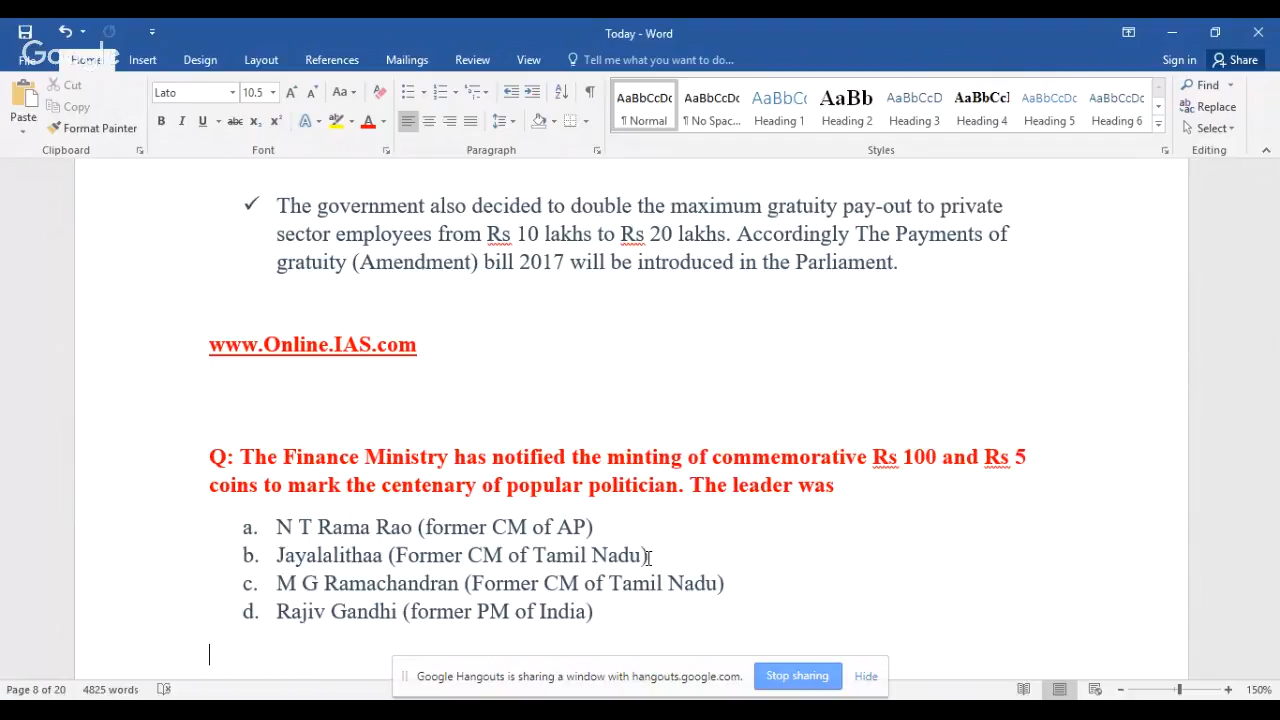 Today - Word
Google
File Home Insert Design Layout References Mailings Review View Tell me what you want to do... Sign in Share
Paste Cut Copy Format Painter
Clipboard
Lato 10.5
Font
Paragraph
AaBbCcDc AaBbCcDc AaBbCc AaBb AaBbCcD AaBbCcI AaBbCcDc AaBbCcDc
¶ Normal ¶ No Spac... Heading 1 Heading 2 Heading 3 Heading 4 Heading 5 Heading 6
Styles
Find Replace Select
Editing
✓ The government also decided to double the maximum gratuity pay-out to private
sector employees from Rs 10 lakhs to Rs 20 lakhs. Accordingly The Payments of
gratuity (Amendment) bill 2017 will be introduced in the Parliament.
www.Online.IAS.com
Q: The Finance Ministry has notified the minting of commemorative Rs 100 and Rs 5
coins to mark the centenary of popular politician. The leader was
a. N T Rama Rao (former CM of AP)
b. Jayalalithaa (Former CM of Tamil Nadu)
c. M G Ramachandran (Former CM of Tamil Nadu)
d. Rajiv Gandhi (former PM of India)
Google Hangouts is sharing a window with hangouts.google.com. Stop sharing Hide
Page 8 of 20 4825 words 150%